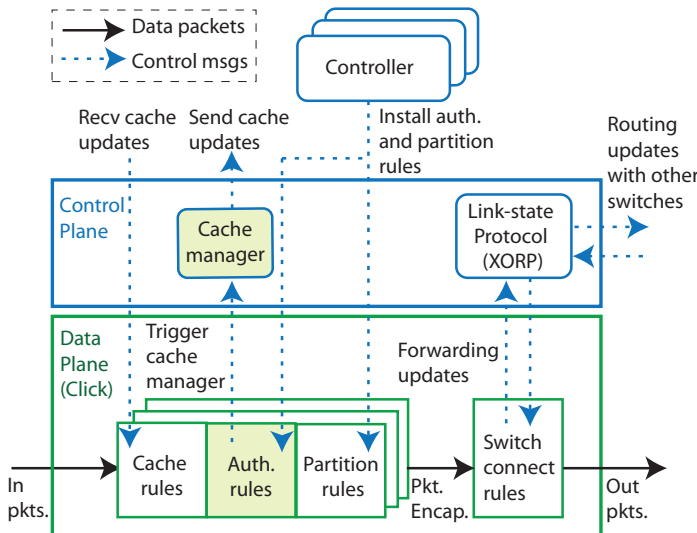 Data packets
Control msgs
Controller
Recv cache
updates
Send cache
updates
Install auth.
and partition
rules
Routing
updates
with other
switches
Control
Plane
Cache
manager
Link-state
Protocol
(XORP)
Data
Plane
(Click)
Trigger
cache
manager
Forwarding
updates
Cache
rules
Auth.
rules
Partition
rules
Switch
connect
rules
In
pkts.
Pkt.
Encap.
Out
pkts.